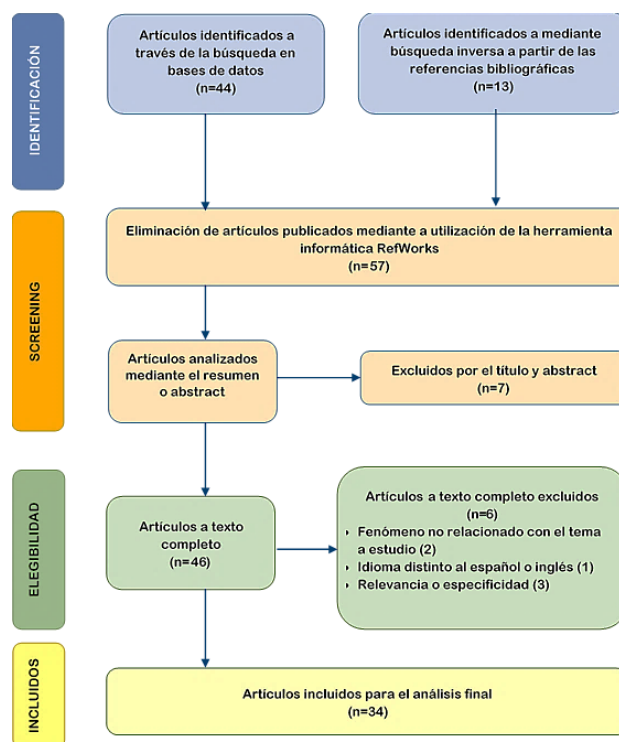 IDENTIFICACIÓN
Artículos identificados a
través de la búsqueda en
bases de datos
(n=44)
Artículos identificados a mediante
búsqueda inversa a partir de las
referencias bibliográficas
(n=13)
SCREENING
Eliminación de artículos publicados mediante a utilización de la herramienta
informática RefWorks
(n=57)
Artículos analizados
mediante el resumen
o abstract
Excluidos por el título y abstract
(n=7)
ELEGIBILIDAD
Artículos a texto
completo
(n=46)
Artículos a texto completo excluídos
(n=6)
• Fenómeno no relacionado con el tema
a estudio (2)
• Idioma distinto al español o inglés (1)
• Relevancia o especificidad (3)
INCLUIDOS
Artículos incluidos para el análisis final
(n=34)